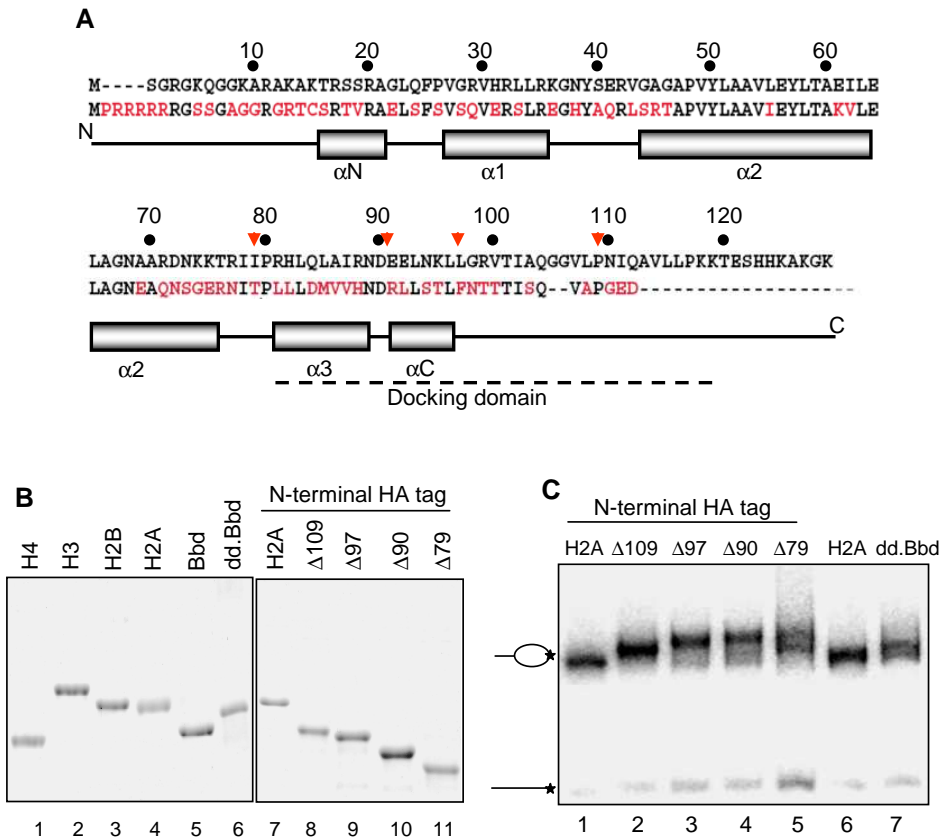 A
10 20 30 40 50 60
M----SGRGKQGGKARAKAKTRSSRAGLQFPVGRVHRLLRKGNYSERVGAGAPVYLAAVLEYLTAEILE
MPRRRRRRGSSGAGGRGRTCSRTVRAELSFSVSQVERSLREGHYAQRLSRTAPVYLAAVIEYLTAKVLE
N
αN α1 α2
70 80 90 100 110 120
LAGNAARDNKKTRIIPRHLQLAIRNDEELNKLLGRVTIAQGGVLPNIQAVLLPKKTESHHKAKGK
LAGNEAQNSGERNITPLLLDMVVHNDRLLSTLFNTTTISQ--VAPGED-----------------
C
α2 α3 αC
Docking domain
B
N-terminal HA tag
H4 H3 H2B H2A Bbd dd.Bbd H2A Δ109 Δ97 Δ90 Δ79
1 2 3 4 5 6 7 8 9 10 11
C
N-terminal HA tag
H2A Δ109 Δ97 Δ90 Δ79 H2A dd.Bbd
1 2 3 4 5 6 7